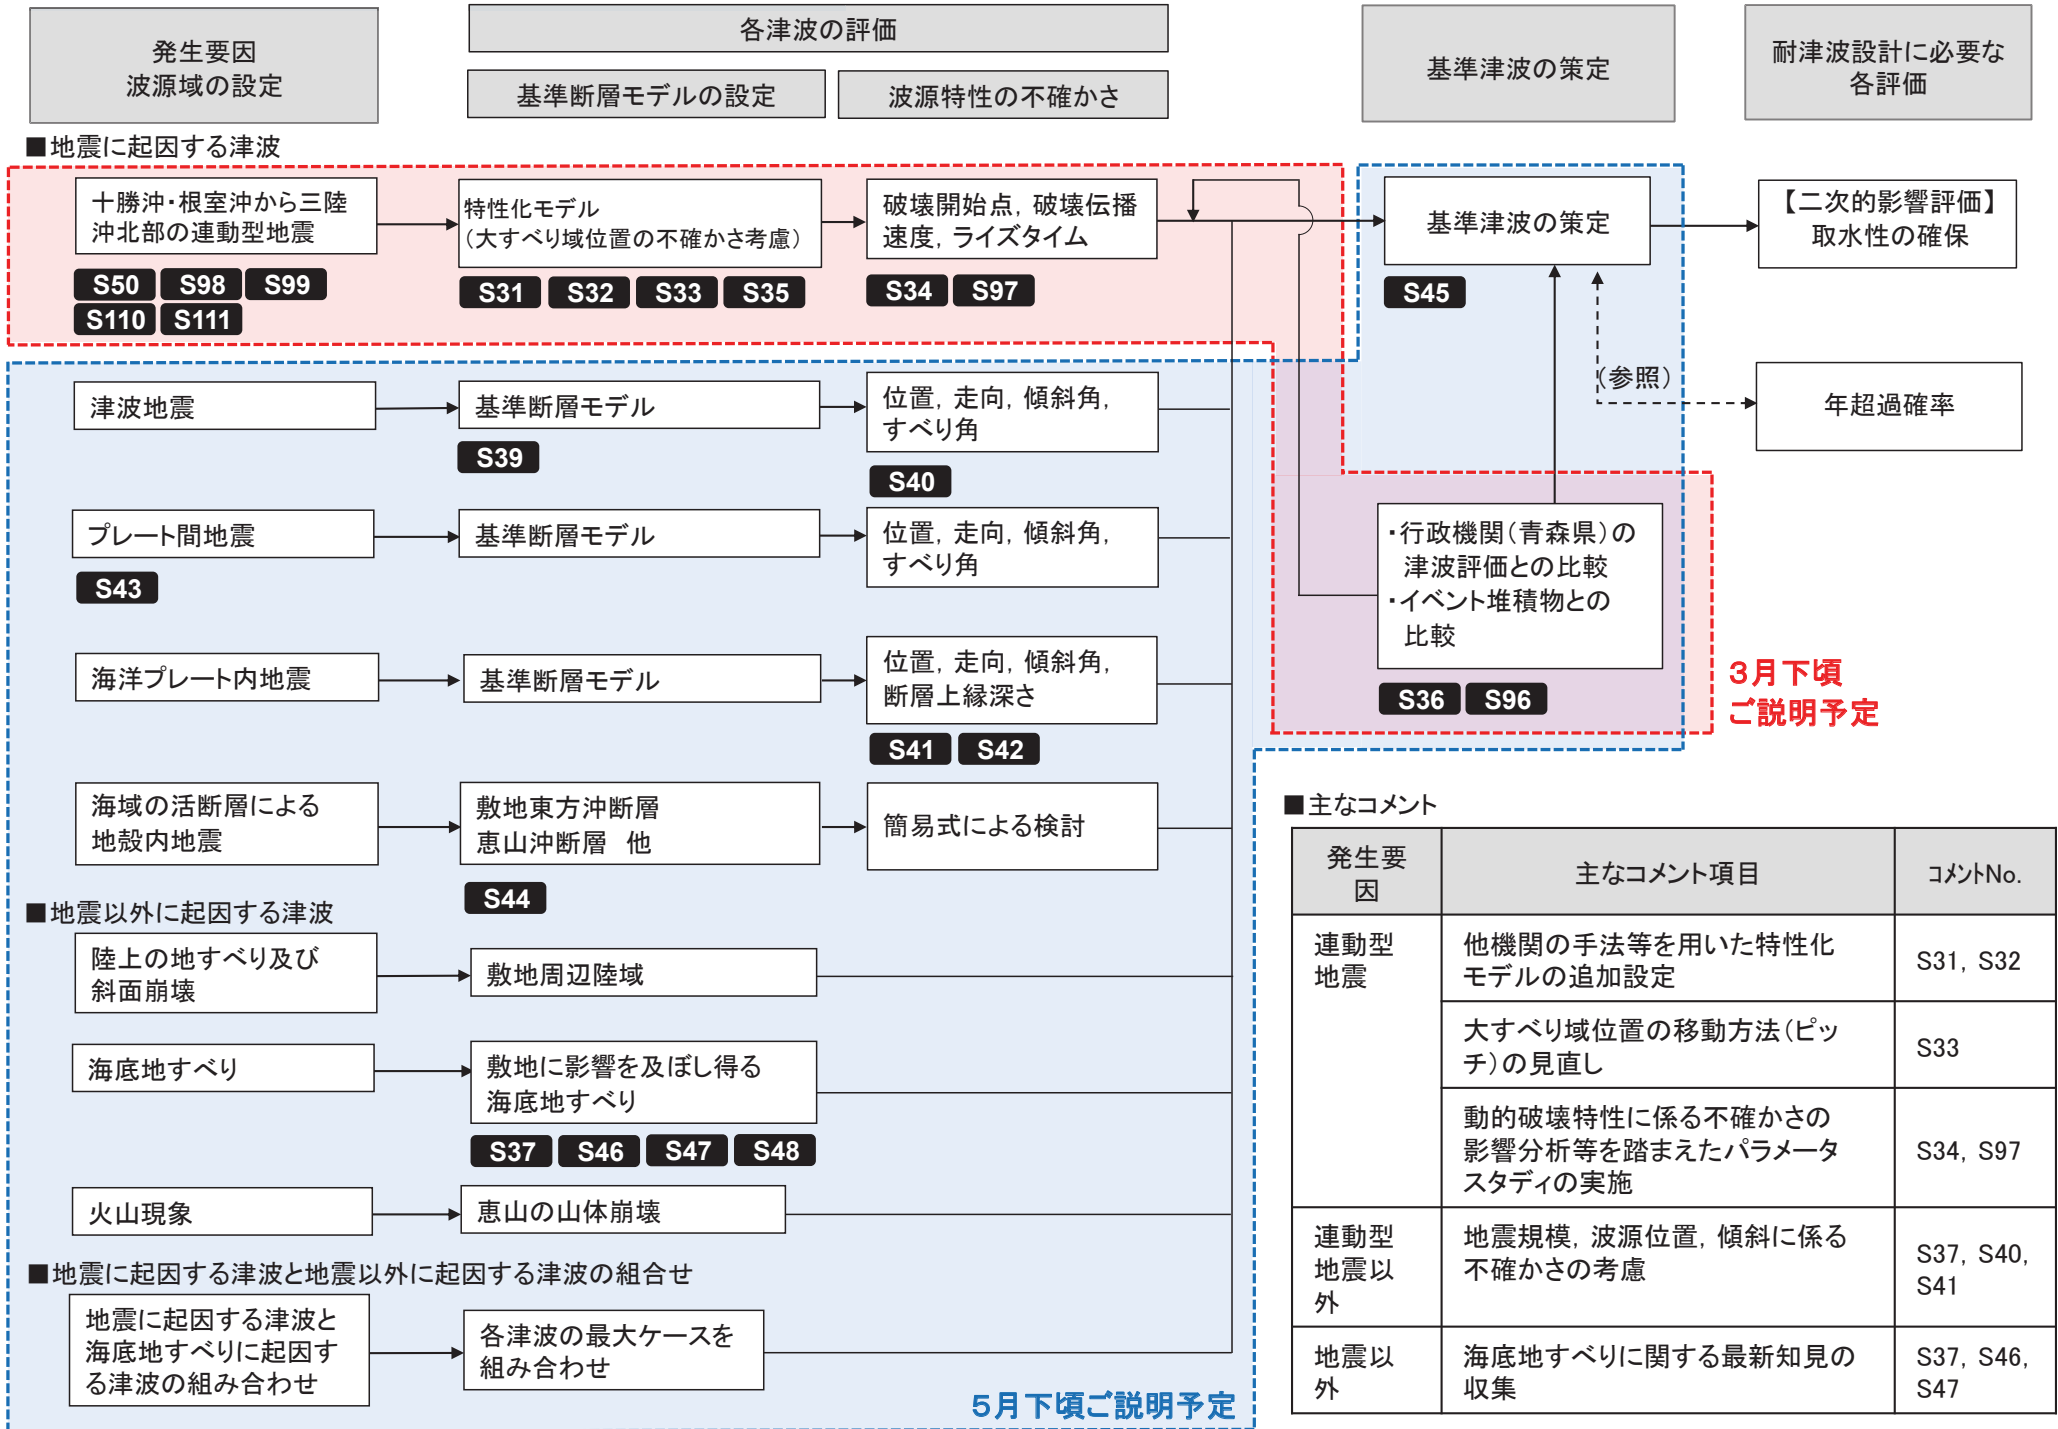 発生要因
波源域の設定
各津波の評価
基準断層モデルの設定
波源特性の不確かさ
基準津波の策定
耐津波設計に必要な
各評価
■地震に起因する津波
十勝沖・根室沖から三陸
沖北部の連動型地震
S50 S98 S99
S110 S111
特性化モデル
(大すべり域位置の不確かさ考慮)
S31 S32 S33 S35
破壊開始点, 破壊伝播
速度, ライズタイム
S34 S97
基準津波の策定
S45
【二次的影響評価】
取水性の確保
(参照)
年超過確率
津波地震
基準断層モデル
S39
位置, 走向, 傾斜角,
すべり角
S40
プレート間地震
S43
基準断層モデル
位置, 走向, 傾斜角,
すべり角
・行政機関(青森県)の
津波評価との比較
・イベント堆積物との
比較
S36 S96
3月下頃
ご説明予定
海洋プレート内地震
基準断層モデル
位置, 走向, 傾斜角,
断層上縁深さ
S41 S42
海域の活断層による
地殻内地震
敷地東方沖断層
恵山沖断層 他
S44
簡易式による検討
■地震以外に起因する津波
陸上の地すべり及び
斜面崩壊
敷地周辺陸域
海底地すべり
敷地に影響を及ぼし得る
海底地すべり
S37 S46 S47 S48
火山現象
恵山の山体崩壊
■地震に起因する津波と地震以外に起因する津波の組合せ
地震に起因する津波と
海底地すべりに起因す
る津波の組み合わせ
各津波の最大ケースを
組み合わせ
5月下頃ご説明予定
■主なコメント
発生要
因
主なコメント項目
コメントNo.
連動型
地震
他機関の手法等を用いた特性化
モデルの追加設定
S31, S32
大すべり域位置の移動方法(ピッ
チ)の見直し
S33
動的破壊特性に係る不確かさの
影響分析等を踏まえたパラメータ
スタディの実施
S34, S97
連動型
地震以
外
地震規模, 波源位置, 傾斜に係る
不確かさの考慮
S37, S40,
S41
地震以
外
海底地すべりに関する最新知見の
収集
S37, S46,
S47